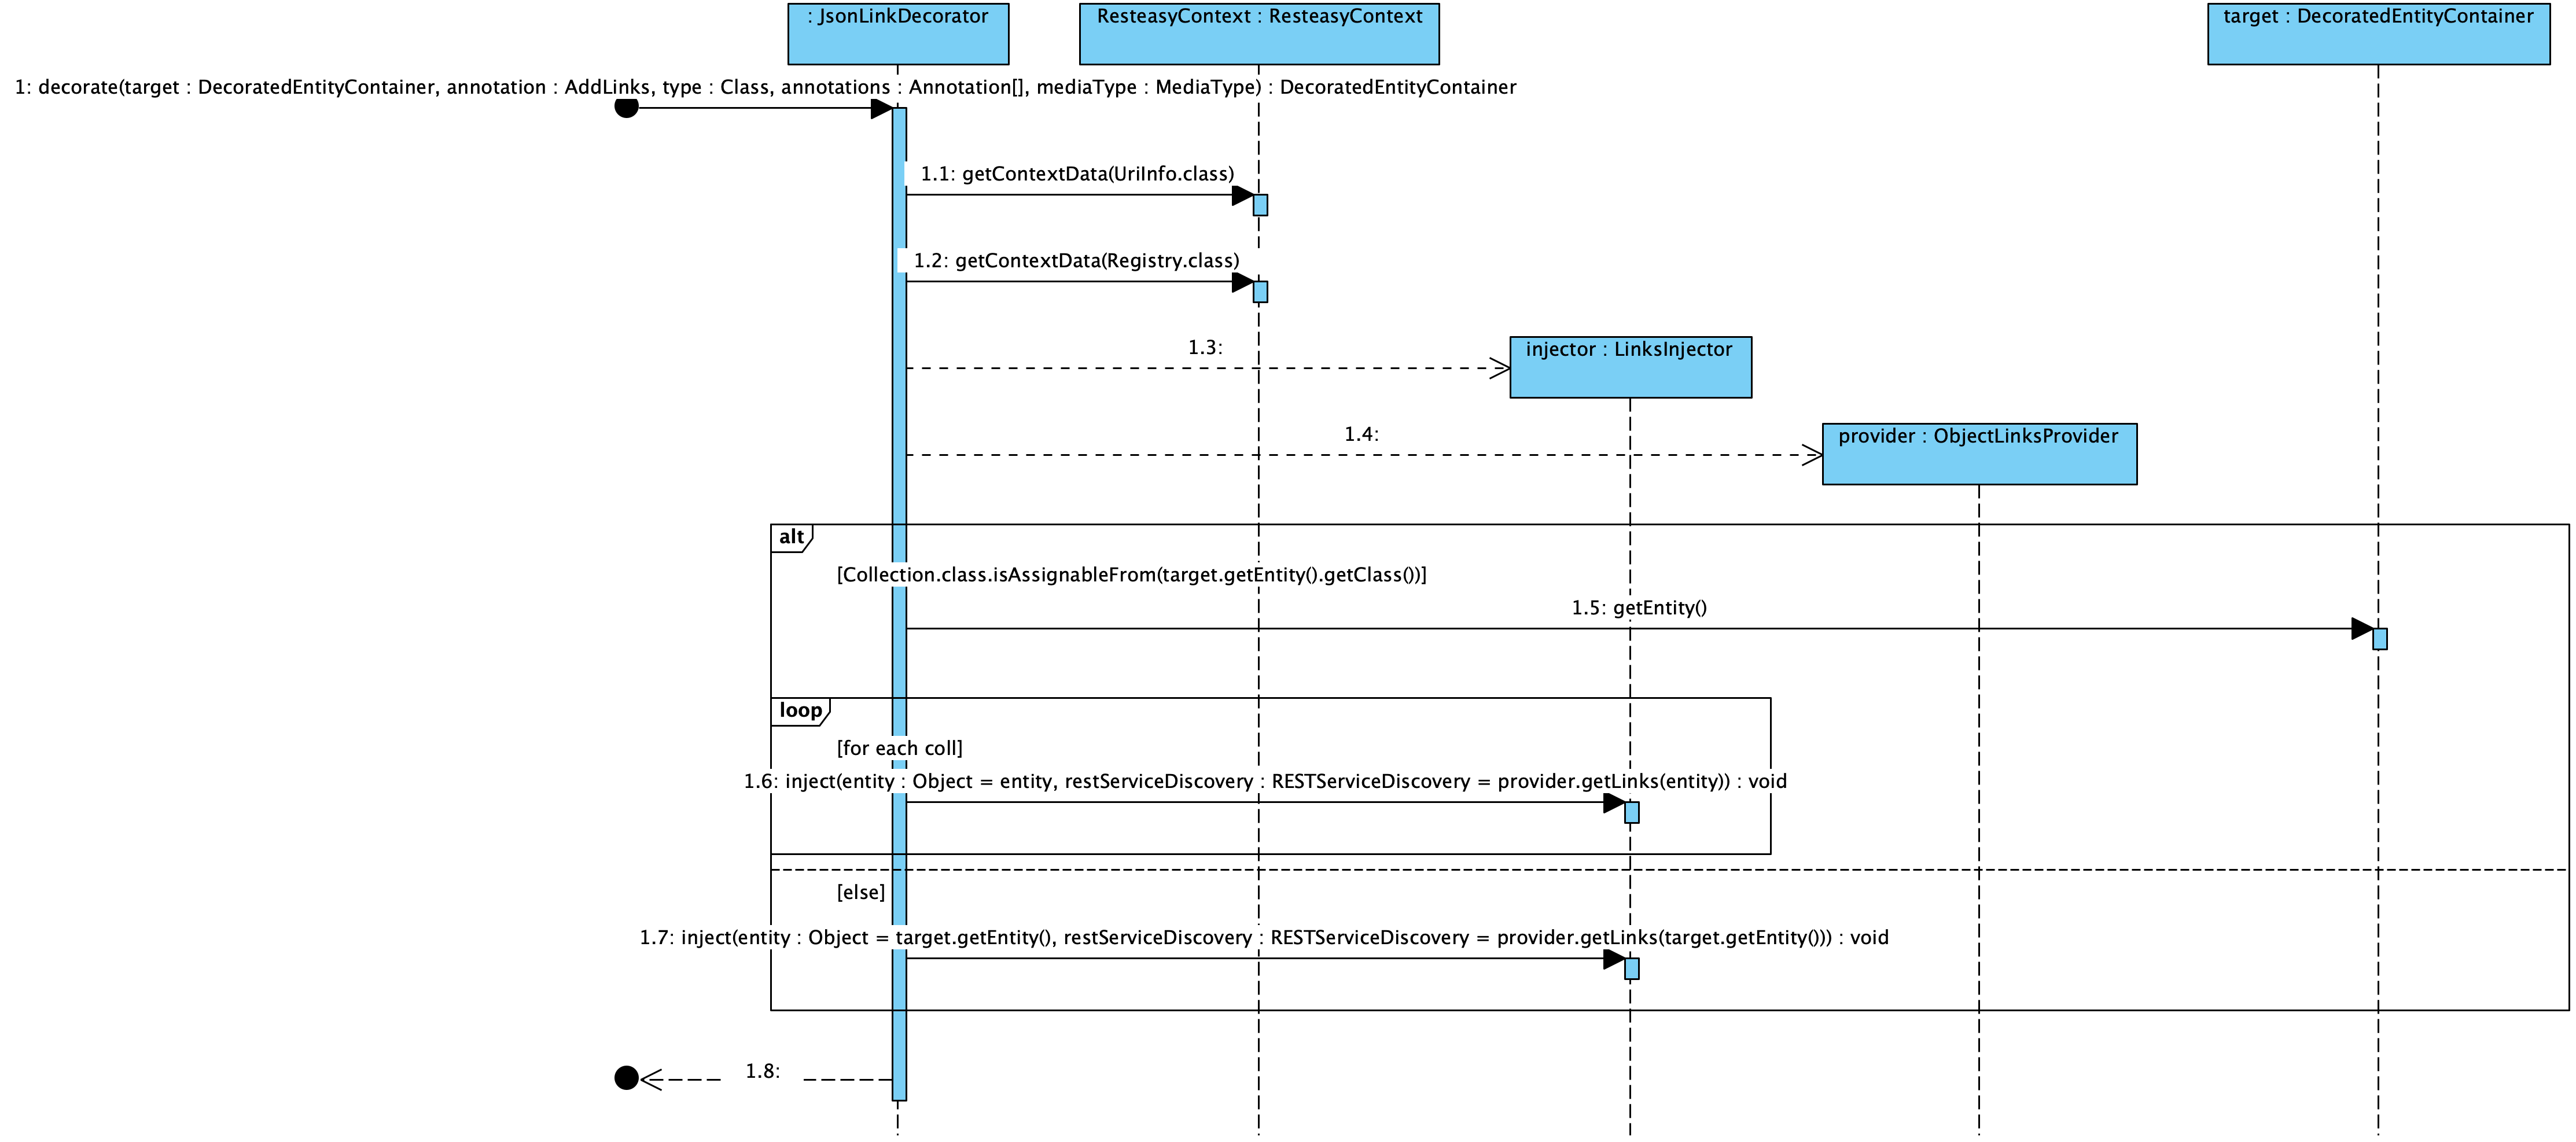 : JsonLinkDecorator
ResteasyContext : ResteasyContext
target : DecoratedEntityContainer
1: decorate(target : DecoratedEntityContainer, annotation : AddLinks, type : Class, annotations : Annotation[], mediaType : MediaType) : DecoratedEntityContainer
1.1: getContextData(UriInfo.class)
1.2: getContextData(Registry.class)
1.3:
injector : LinksInjector
1.4:
provider : ObjectLinksProvider
alt
[Collection.class.isAssignableFrom(target.getEntity().getClass())]
1.5: getEntity()
loop
[for each coll]
1.6: inject(entity : Object = entity, restServiceDiscovery : RESTServiceDiscovery = provider.getLinks(entity)) : void
[else]
1.7: inject(entity : Object = target.getEntity(), restServiceDiscovery : RESTServiceDiscovery = provider.getLinks(target.getEntity())) : void
1.8: